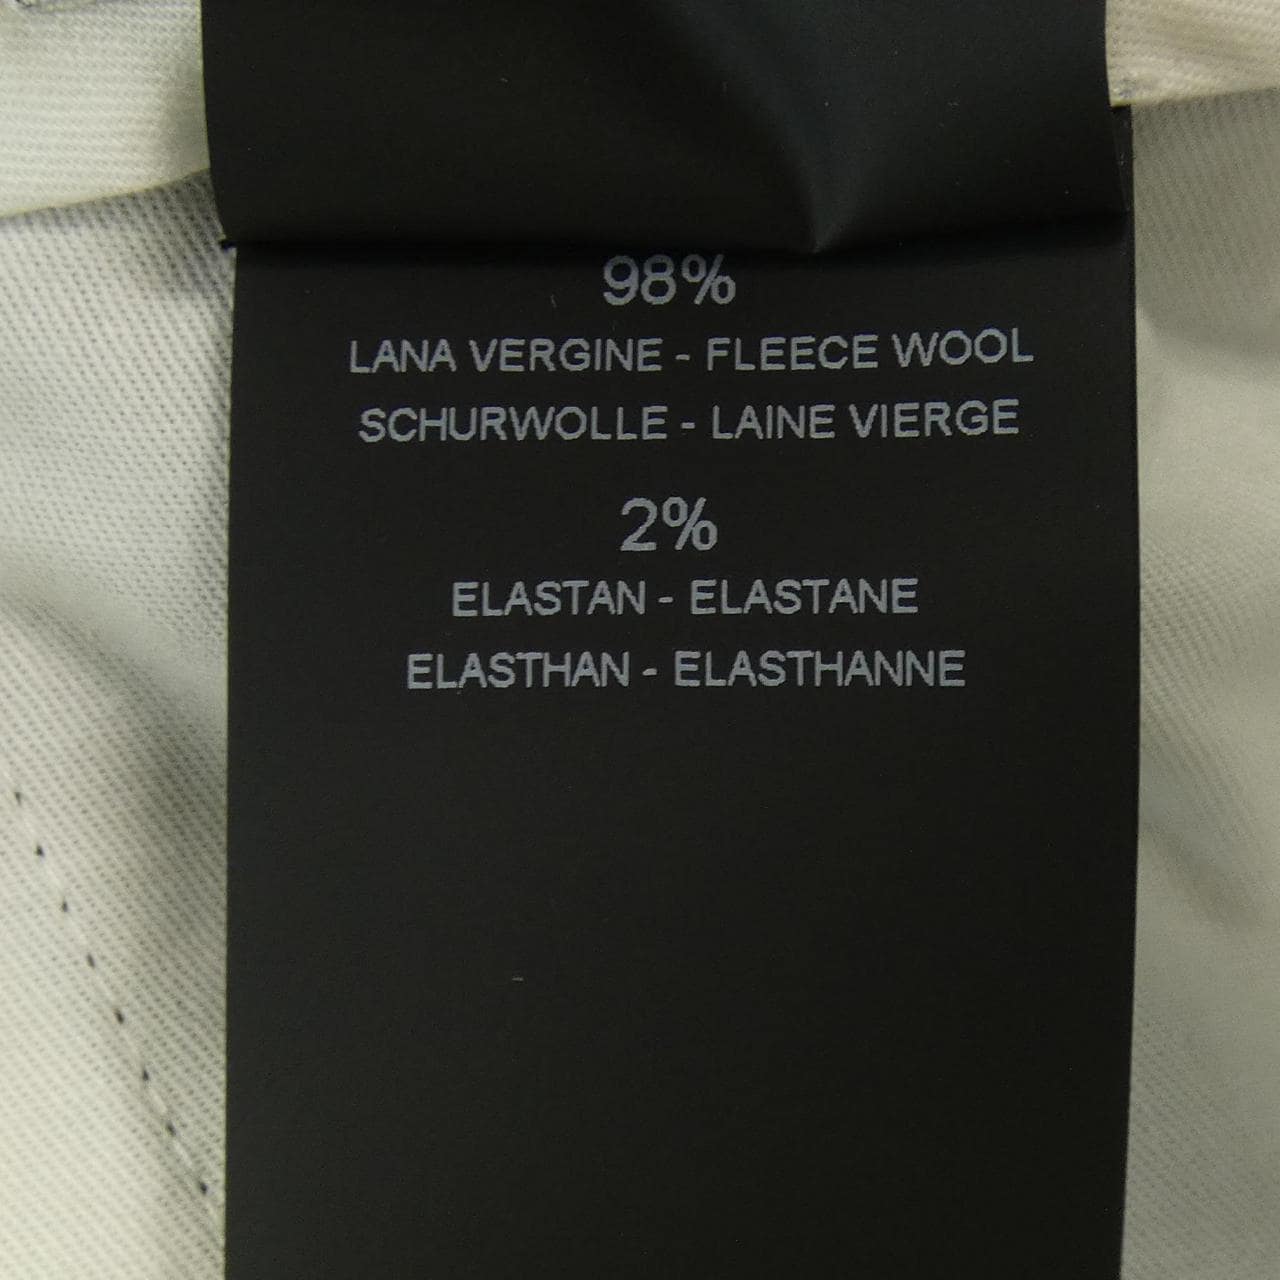 98%
LANA VERGINE - FLEECE WOOL
SCHURWOLLE - LAINE VIERGE
2%
ELASTAN - ELASTANE
ELASTHAN - ELASTHANNE